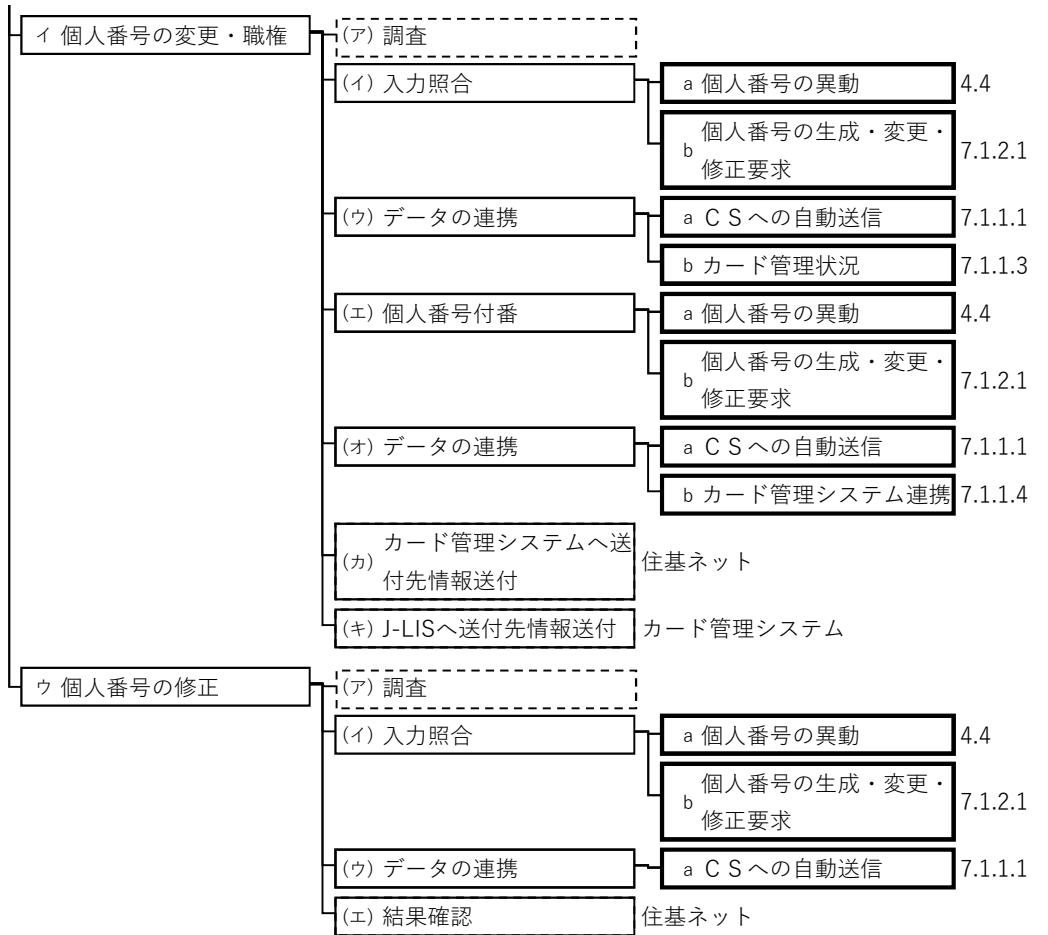 ィ 個人番号の変更・職権
(ア) 調査
(イ) 入力照合
a 個人番号の異動 4.4
b 個人番号の生成・変更・
修正要求 7.1.2.1
(ウ) データの連携
a ＣＳへの自動送信 7.1.1.1
b カード管理状況 7.1.1.3
(エ) 個人番号付番
a 個人番号の異動 4.4
b 個人番号の生成・変更・
修正要求 7.1.2.1
(オ) データの連携
a ＣＳへの自動送信 7.1.1.1
b カード管理システム連携 7.1.1.4
(カ) カード管理システムへ送
付先情報送付 住基ネット
(キ) J-LISへ送付先情報送付 カード管理システム
ゥ 個人番号の修正
(ア) 調査
(イ) 入力照合
a 個人番号の異動 4.4
b 個人番号の生成・変更・
修正要求 7.1.2.1
(ウ) データの連携
a ＣＳへの自動送信 7.1.1.1
(エ) 結果確認 住基ネット